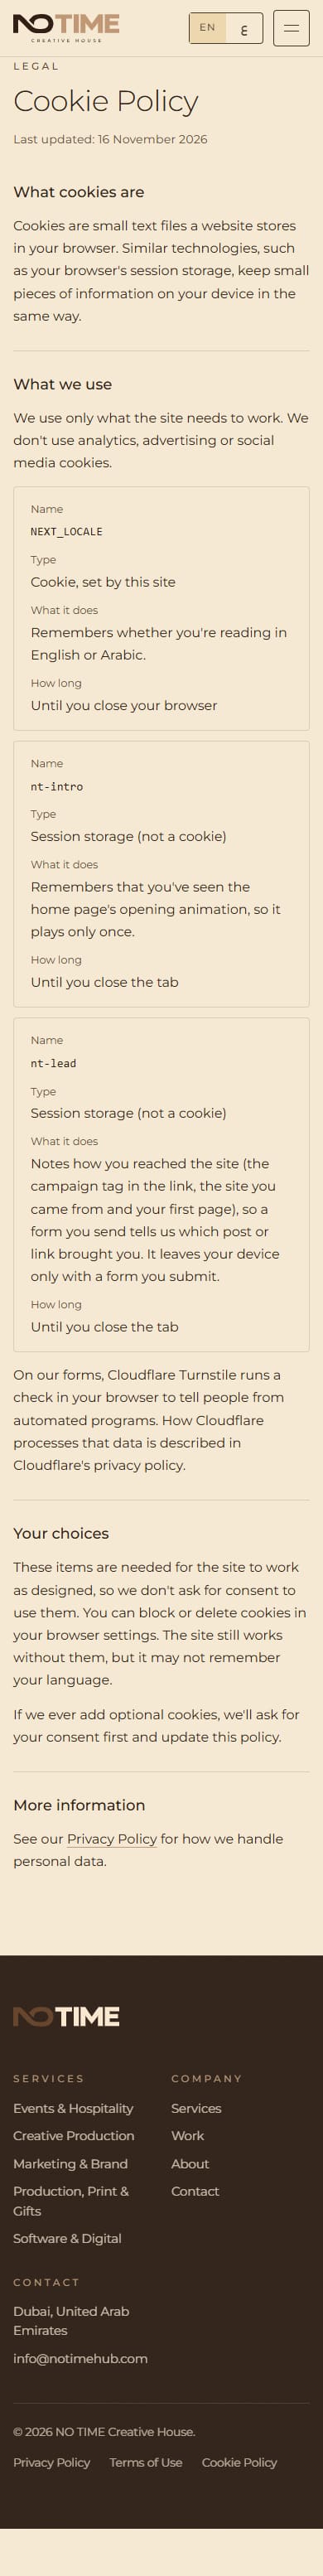 NOTIME
CREATIVE HOUSE
EN
ع
LEGAL
Cookie Policy
Last updated: 16 November 2026
What cookies are
Cookies are small text files a website stores
in your browser. Similar technologies, such
as your browser's session storage, keep small
pieces of information on your device in the
same way.
What we use
We use only what the site needs to work. We
don't use analytics, advertising or social
media cookies.
Name
NEXT_LOCALE
Type
Cookie, set by this site
What it does
Remembers whether you're reading in
English or Arabic.
How long
Until you close your browser
Name
nt-intro
Type
Session storage (not a cookie)
What it does
Remembers that you've seen the
home page's opening animation, so it
plays only once.
How long
Until you close the tab
Name
nt-lead
Type
Session storage (not a cookie)
What it does
Notes how you reached the site (the
campaign tag in the link, the site you
came from and your first page), so a
form you send tells us which post or
link brought you. It leaves your device
only with a form you submit.
How long
Until you close the tab
On our forms, Cloudflare Turnstile runs a
check in your browser to tell people from
automated programs. How Cloudflare
processes that data is described in
Cloudflare's privacy policy.
Your choices
These items are needed for the site to work
as designed, so we don't ask for consent to
use them. You can block or delete cookies in
your browser settings. The site still works
without them, but it may not remember
your language.
If we ever add optional cookies, we'll ask for
your consent first and update this policy.
More information
See our Privacy Policy for how we handle
personal data.
NOTIME
SERVICES
Events & Hospitality
Creative Production
Marketing & Brand
Production, Print &
Gifts
Software & Digital
COMPANY
Services
Work
About
Contact
CONTACT
Dubai, United Arab
Emirates
info@notimehub.com
© 2026 NO TIME Creative House.
Privacy Policy Terms of Use Cookie Policy